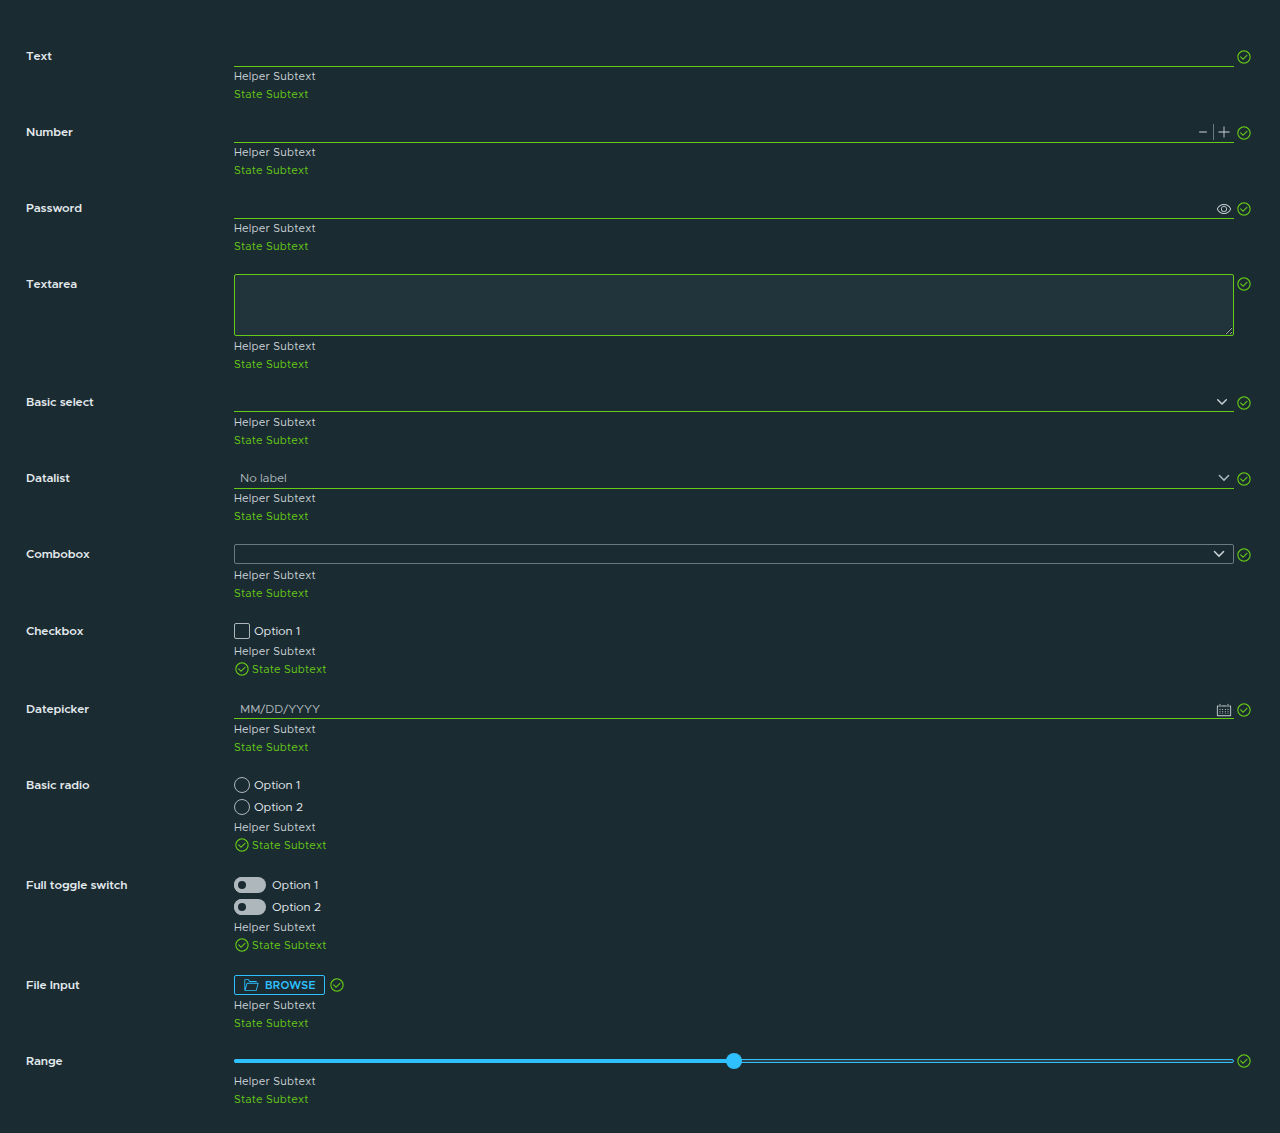 Text
Helper Subtext
State Subtext
Number
Helper Subtext
State Subtext
Password
Helper Subtext
State Subtext
Textarea
Helper Subtext
State Subtext
Basic select
Helper Subtext
State Subtext
Datalist
No label
Helper Subtext
State Subtext
Combobox
Helper Subtext
State Subtext
Checkbox
Option 1
Helper Subtext
State Subtext
Datepicker
MM/DD/YYYY
Helper Subtext
State Subtext
Basic radio
Option 1
Option 2
Helper Subtext
State Subtext
Full toggle switch
Option 1
Option 2
Helper Subtext
State Subtext
File Input
BROWSE
Helper Subtext
State Subtext
Range
Helper Subtext
State Subtext